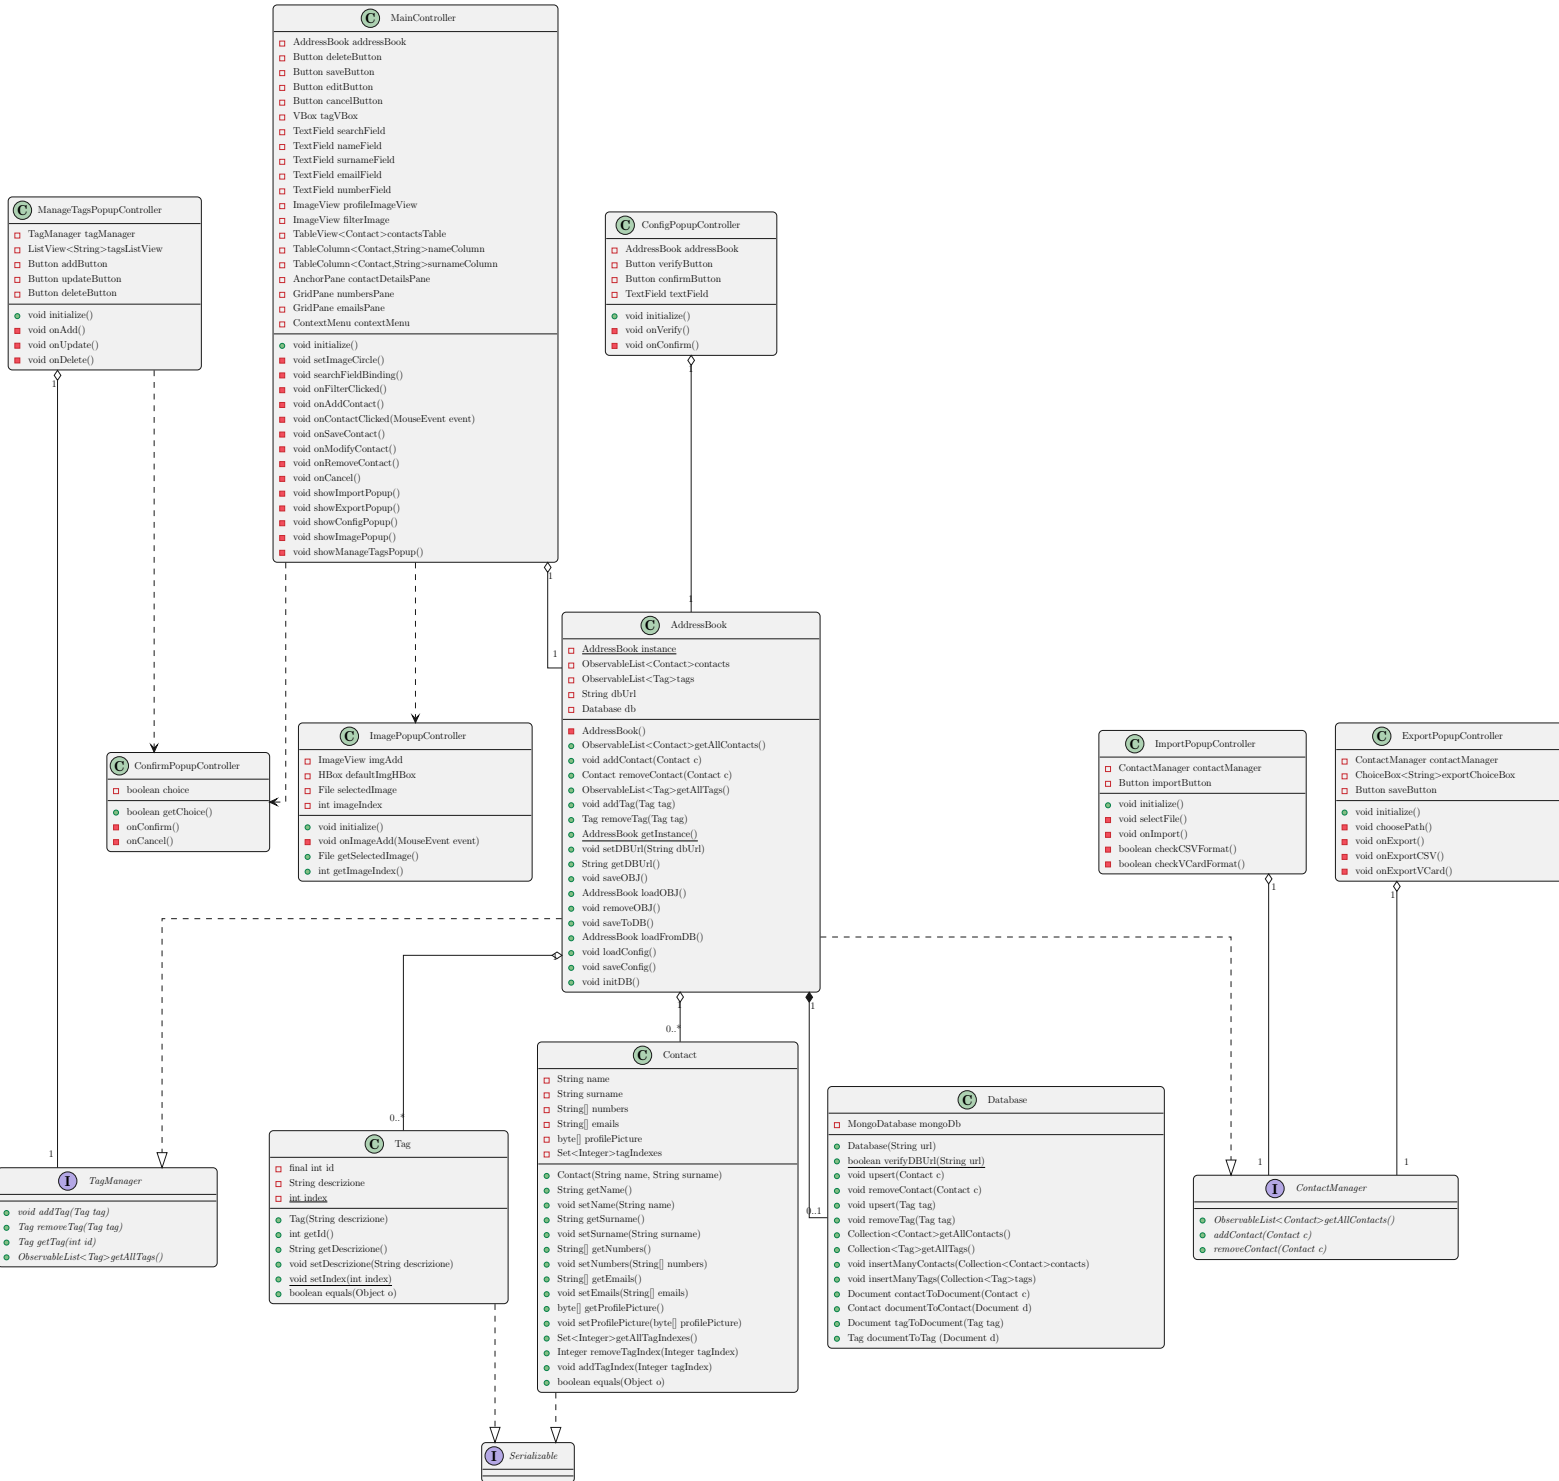 C MainController
AddressBook addressBook
Button deleteButton
Button saveButton
Button editButton
Button cancelButton
VBox tagVBox
TextField searchField
TextField nameField
TextField surnameField
TextField emailField
TextField numberField
ImageView profileImageView
ImageView filterImage
TableView<Contact>contactsTable
TableColumn<Contact,String>nameColumn
TableColumn<Contact,String>surnameColumn
AnchorPane contactDetailsPane
GridPane numbersPane
GridPane emailsPane
ContextMenu contextMenu
void initialize()
void setImageCircle()
void searchFieldBinding()
void onFilterClicked()
void onAddContact()
void onContactClicked(MouseEvent event)
void onSaveContact()
void onModifyContact()
void onRemoveContact()
void onCancel()
void showImportPopup()
void showExportPopup()
void showConfigPopup()
void showImagePopup()
void showManageTagsPopup()
1
1
C ManageTagsPopupController
TagManager tagManager
ListView<String>tagsListView
Button addButton
Button updateButton
Button deleteButton
void initialize()
void onAdd()
void onUpdate()
void onDelete()
1
1
C ConfigPopupController
AddressBook addressBook
Button verifyButton
Button confirmButton
TextField textField
void initialize()
void onVerify()
void onConfirm()
1
1
C AddressBook
AddressBook instance
ObservableList<Contact>contacts
ObservableList<Tag>tags
String dbUrl
Database db
AddressBook()
ObservableList<Contact>getAllContacts()
void addContact(Contact c)
Contact removeContact(Contact c)
ObservableList<Tag>getAllTags()
void addTag(Tag tag)
Tag removeTag(Tag tag)
AddressBook getInstance()
void setDBUrl(String dbUrl)
String getDBUrl()
void saveOBJ()
AddressBook loadOBJ()
void removeOBJ()
void saveToDB()
AddressBook loadFromDB()
void loadConfig()
void saveConfig()
void initDB()
1
0..*
1
0..*
1
0..1
C ConfirmPopupController
boolean choice
boolean getChoice()
onConfirm()
onCancel()
C ImagePopupController
ImageView imgAdd
HBox defaultImgHBox
File selectedImage
int imageIndex
void initialize()
void onImageAdd(MouseEvent event)
File getSelectedImage()
int getImageIndex()
C ImportPopupController
ContactManager contactManager
Button importButton
void initialize()
void selectFile()
void onImport()
boolean checkCSVFormat()
boolean checkVCardFormat()
1
1
C ExportPopupController
ContactManager contactManager
ChoiceBox<String>exportChoiceBox
Button saveButton
void initialize()
void choosePath()
void onExport()
void onExportCSV()
void onExportVCard()
1
1
C Contact
String name
String surname
String[] numbers
String[] emails
byte[] profilePicture
Set<Integer>tagIndexes
Contact(String name, String surname)
String getName()
void setName(String name)
String getSurname()
void setSurname(String surname)
String[] getNumbers()
void setNumbers(String[] numbers)
String[] getEmails()
void setEmails(String[] emails)
byte[] getProfilePicture()
void setProfilePicture(byte[] profilePicture)
Set<Integer>getAllTagIndexes()
Integer removeTagIndex(Integer tagIndex)
void addTagIndex(Integer tagIndex)
boolean equals(Object o)
C Database
MongoDatabase mongoDb
Database(String url)
boolean verifyDBUrl(String url)
void upsert(Contact c)
void removeContact(Contact c)
void upsert(Tag tag)
void removeTag(Tag tag)
Collection<Contact>getAllContacts()
Collection<Tag>getAllTags()
void insertManyContacts(Collection<Contact>contacts)
void insertManyTags(Collection<Tag>tags)
Document contactToDocument(Contact c)
Contact documentToContact(Document d)
Document tagToDocument(Tag tag)
Tag documentToTag (Document d)
C Tag
final int id
String descrizione
int index
Tag(String descrizione)
int getId()
String getDescrizione()
void setDescrizione(String descrizione)
void setIndex(int index)
boolean equals(Object o)
I TagManager
void addTag(Tag tag)
Tag removeTag(Tag tag)
Tag getTag(int id)
ObservableList<Tag>getAllTags()
I ContactManager
ObservableList<Contact>getAllContacts()
addContact(Contact c)
removeContact(Contact c)
I Serializable